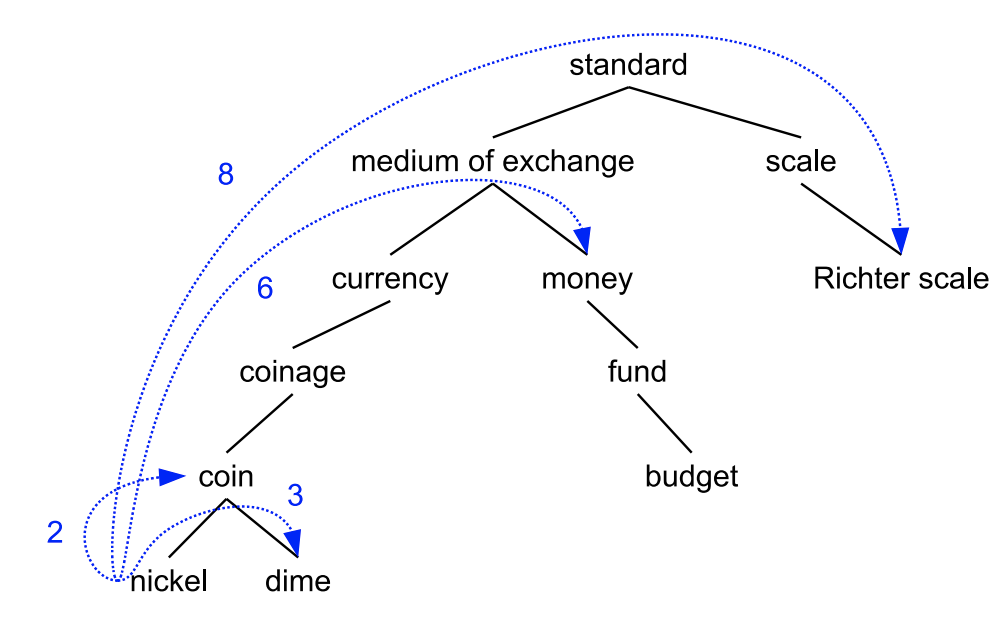 standard
8
medium of exchange
scale
6
currency
money
Richter scale
coinage
fund
coin
3
budget
2
nickel
dime